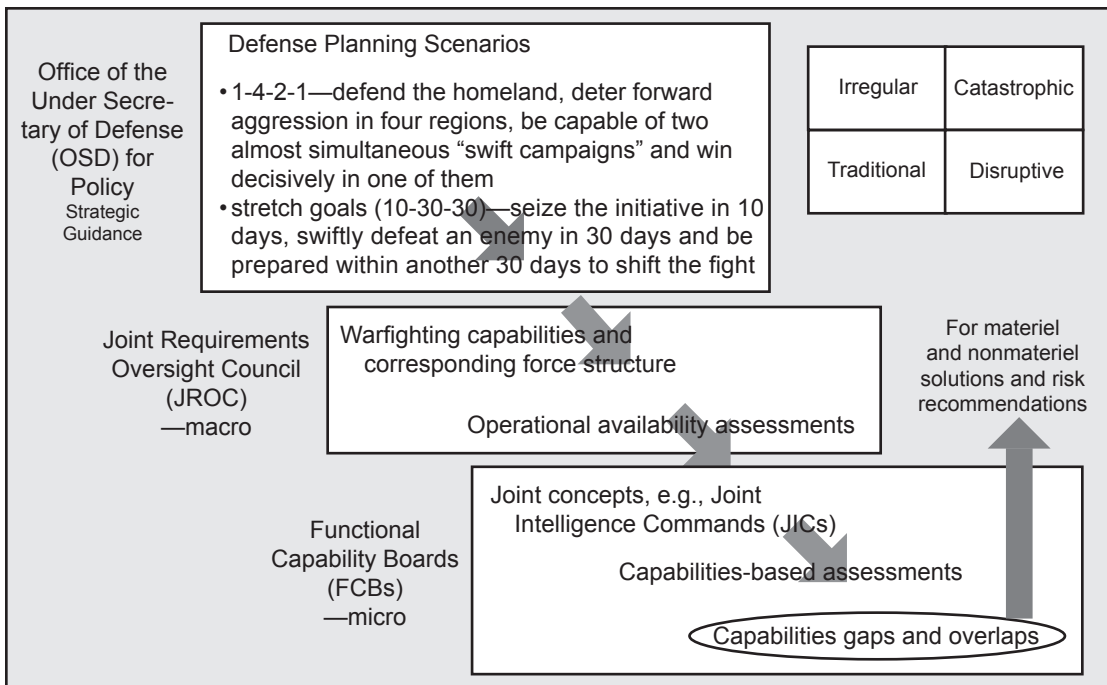 Office of the
Under Secre-
tary of Defense
(OSD) for
Policy
Strategic
Guidance
Defense Planning Scenarios
• 1-4-2-1—defend the homeland, deter forward
aggression in four regions, be capable of two
almost simultaneous “swift campaigns” and win
decisively in one of them
• stretch goals (10-30-30)—seize the initiative in 10
days, swiftly defeat an enemy in 30 days and be
prepared within another 30 days to shift the fight
Irregular
Catastrophic
Traditional
Disruptive
Joint Requirements
Oversight Council
(JROC)
—macro
Warfighting capabilities and
corresponding force structure
Operational availability assessments
For materiel
and nonmateriel
solutions and risk
recommendations
Functional
Capability Boards
(FCBs)
—micro
Joint concepts, e.g., Joint
Intelligence Commands (JICs)
Capabilities-based assessments
Capabilities gaps and overlaps